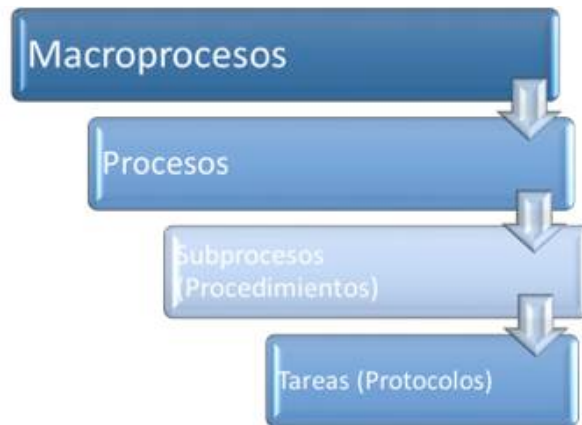 Macroprocesos
Procesos
Subprocesos
(Procedimientos)
Tareas (Protocolos)